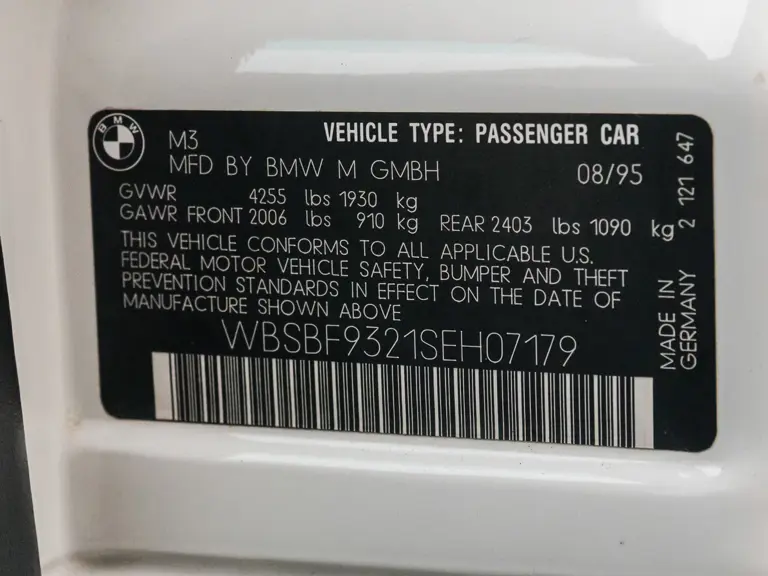 BMW
M3
VEHICLE TYPE: PASSENGER CAR
MFD BY BMW M GMBH 08/95
GVWR 4255 lbs 1930 kg
GAWR FRONT 2006 lbs 910 kg REAR 2403 lbs 1090 kg
THIS VEHICLE CONFORMS TO ALL APPLICABLE U.S.
FEDERAL MOTOR VEHICLE SAFETY, BUMPER AND THEFT
PREVENTION STANDARDS IN EFFECT ON THE DATE OF
MANUFACTURE SHOWN ABOVE
WBSBF9321SEH07179
2 121 647
MADE IN
GERMANY